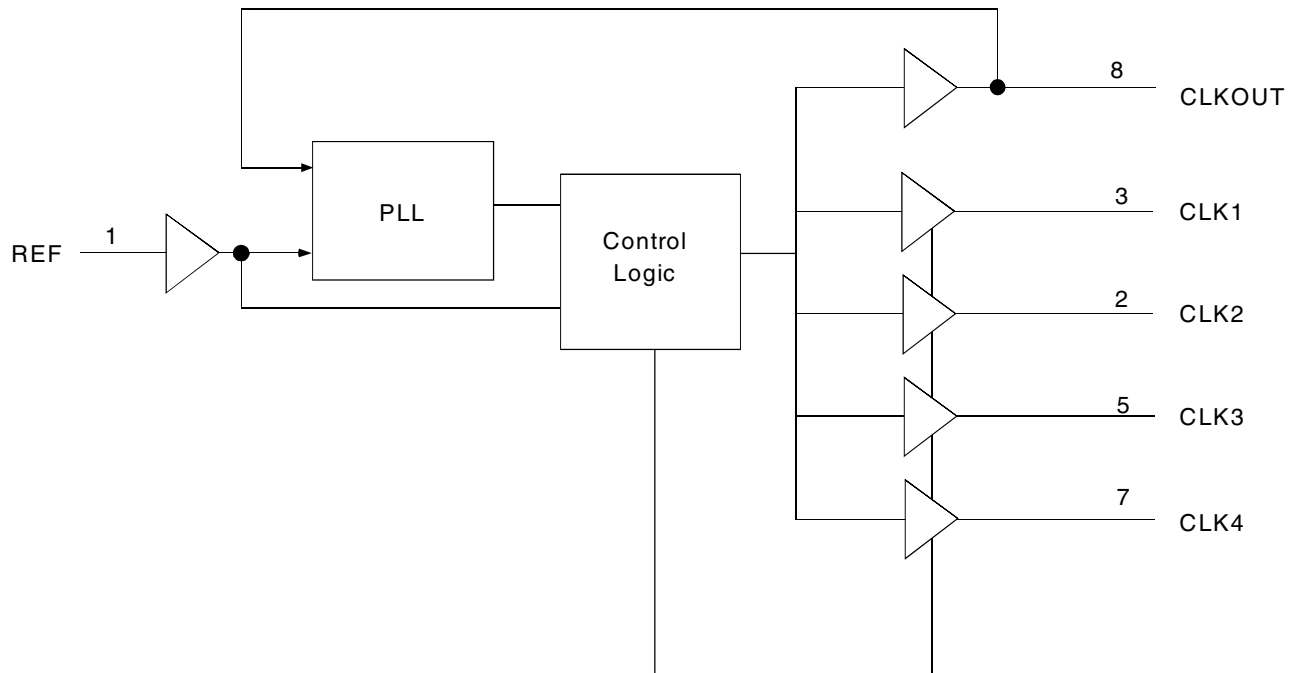 8
CLKOUT
PLL
3
CLK1
REF
1
Control
Logic
2
CLK2
5
CLK3
7
CLK4